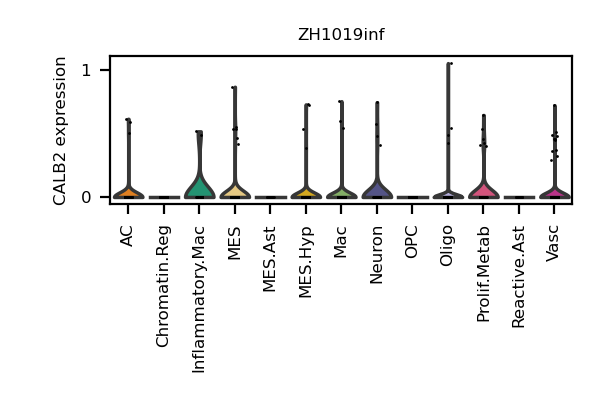 ZH1019inf
CALB2 expression
1
0
AC
Chromatin.Reg
Inflammatory.Mac
MES
MES.Ast
MES.Hyp
Mac
Neuron
OPC
Oligo
Prolif.Metab
Reactive.Ast
Vasc